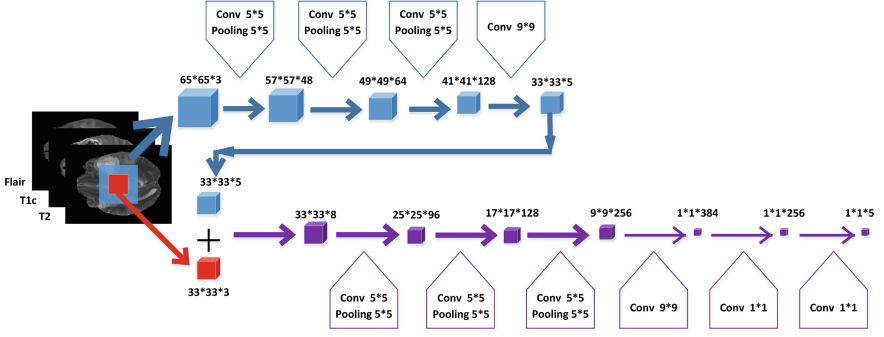 Conv 5*5
Pooling 5*5
Conv 5*5
Pooling 5*5
Conv 5*5
Pooling 5*5
Conv 9*9
65*65*3
57*57*48
49*49*64
41*41*128
33*33*5
Flair
T1c
T2
33*33*5
33*33*3
33*33*8
25*25*96
17*17*128
9*9*256
1*1*384
1*1*256
1*1*5
Conv 5*5
Pooling 5*5
Conv 5*5
Pooling 5*5
Conv 5*5
Pooling 5*5
Conv 9*9
Conv 1*1
Conv 1*1